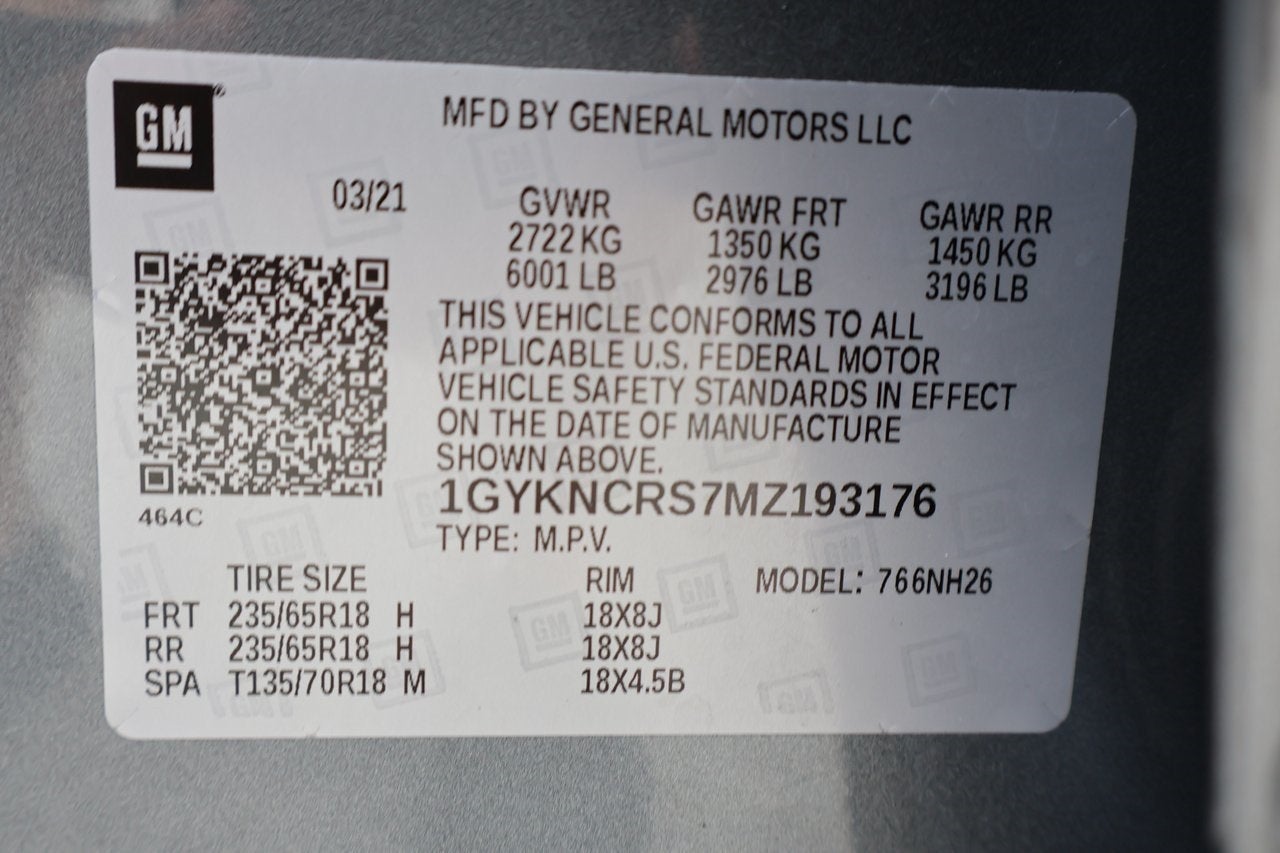 GM®
MFD BY GENERAL MOTORS LLC
03/21
GVWR GAWR FRT GAWR RR
2722 KG 1350 KG 1450 KG
6001 LB 2976 LB 3196 LB
THIS VEHICLE CONFORMS TO ALL
APPLICABLE U.S. FEDERAL MOTOR
VEHICLE SAFETY STANDARDS IN EFFECT
ON THE DATE OF MANUFACTURE
SHOWN ABOVE.
1GYKNCRS7MZ193176
464C
TYPE: M.P.V.
TIRE SIZE RIM MODEL: 766NH26
FRT 235/65R18 H 18X8J
RR 235/65R18 H 18X8J
SPA T135/70R18 M 18X4.5B